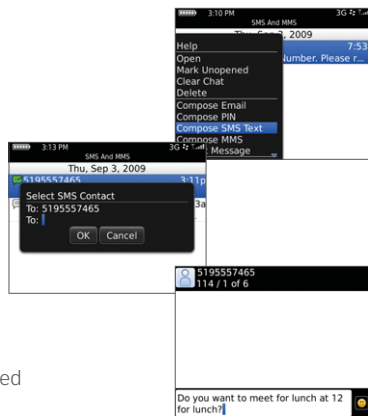 3:10 PM 3G
SMS And MMS
Thu, Sep 3, 2009
7:53
Number. Please r...
Help
Open
Mark Unopened
Clear Chat
Delete
Compose Email
Compose PIN
Compose SMS Text
Compose MMS
Message
3:13 PM 3G
SMS And MMS
Thu, Sep 3, 2009
5195557465 3:11p
3a
Select SMS Contact
To: 5195557465
To:
OK Cancel
5195557465
114 / 1 of 6
ed
Do you want to meet for lunch at 12
for lunch?